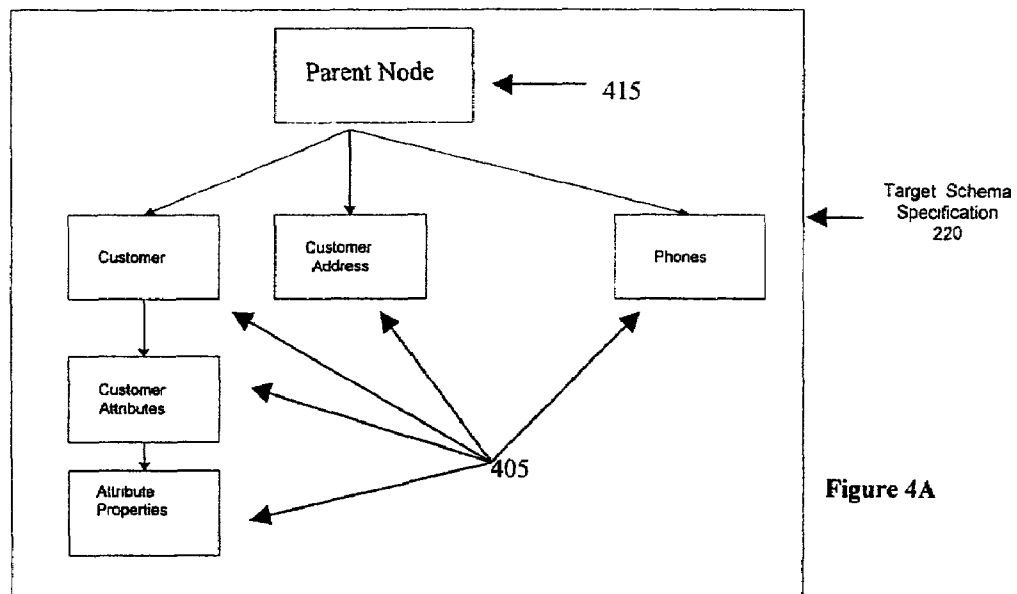 Parent Node
415
Target Schema
Specification
220
Customer
Customer
Address
Phones
Customer
Attributes
405
Attribute
Properties
Figure 4A